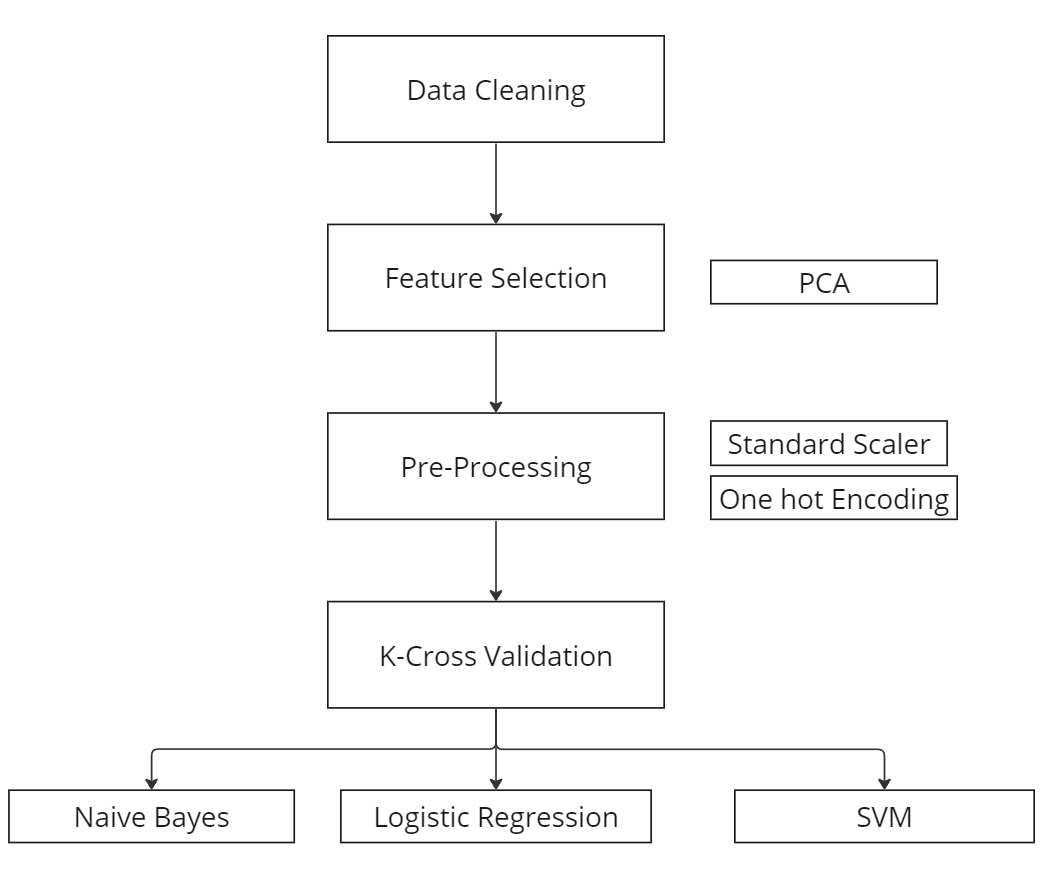 Data Cleaning
Feature Selection
PCA
Pre-Processing
Standard Scaler
One hot Encoding
K-Cross Validation
Naive Bayes
Logistic Regression
SVM